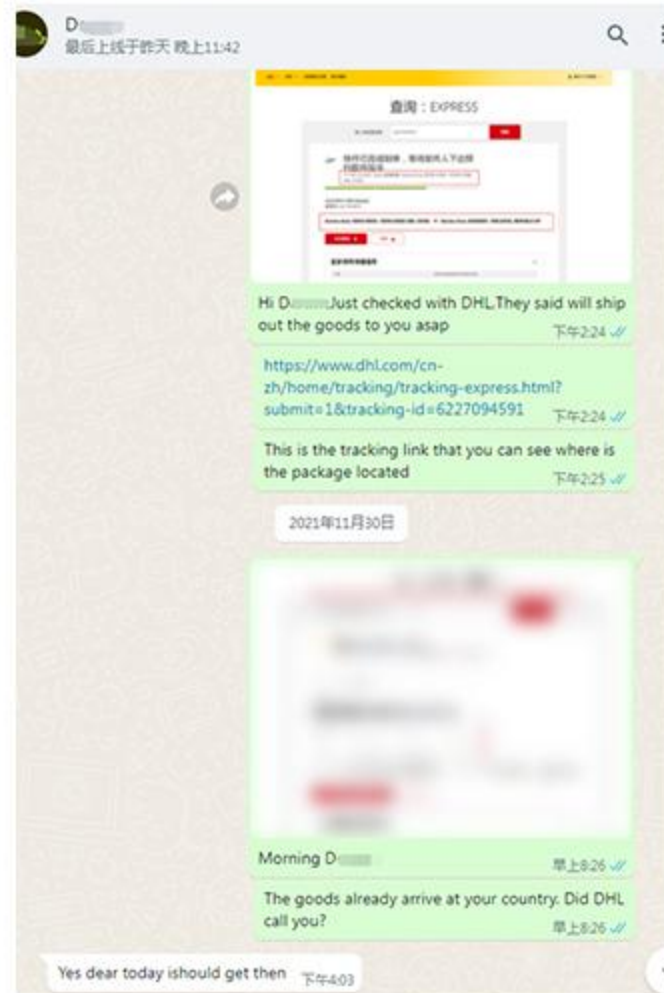 D
最后上线于昨天 晚上11:42
查询：EXPRESS
Hi D Just checked with DHL.They said will ship
out the goods to you asap
下午2:24
https://www.dhl.com/cn-
zh/home/tracking/tracking-express.html?
submit=1&tracking-id=6227094591
下午2:24
This is the tracking link that you can see where is
the package located
下午2:25
2021年11月30日
Morning D
早上8:26
The goods already arrive at your country. Did DHL
call you?
早上8:26
Yes dear today ishould get then
下午4:03